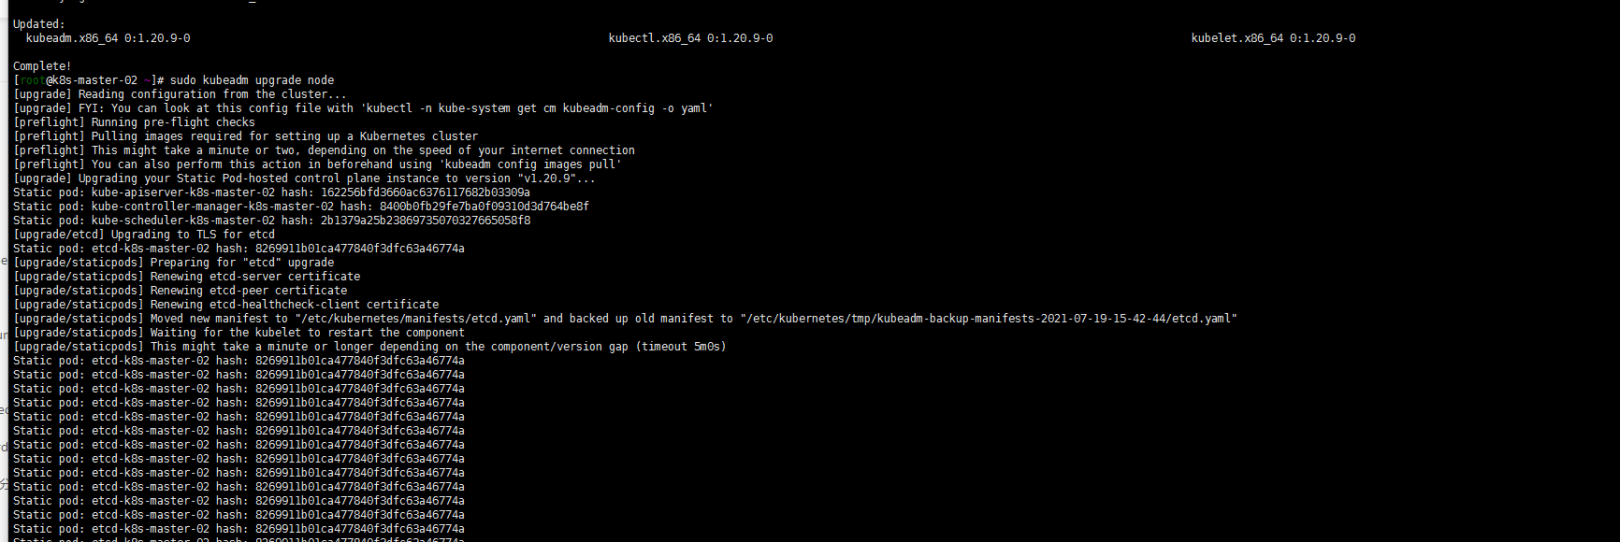 Updated:
kubeadm.x86_64 0:1.20.9-0 kubectl.x86_64 0:1.20.9-0 kubelet.x86_64 0:1.20.9-0
Complete!
[root@k8s-master-02 ~]# sudo kubeadm upgrade node
[upgrade] Reading configuration from the cluster...
[upgrade] FYI: You can look at this config file with 'kubectl -n kube-system get cm kubeadm-config -o yaml'
[preflight] Running pre-flight checks
[preflight] Pulling images required for setting up a Kubernetes cluster
[preflight] This might take a minute or two, depending on the speed of your internet connection
[preflight] You can also perform this action in beforehand using 'kubeadm config images pull'
[upgrade] Upgrading your Static Pod-hosted control plane instance to version "v1.20.9"...
Static pod: kube-apiserver-k8s-master-02 hash: 162256bfd3660ac6376117682b03309a
Static pod: kube-controller-manager-k8s-master-02 hash: 8400b0fb29fe7ba0f09310d3d764be8f
Static pod: kube-scheduler-k8s-master-02 hash: 2b1379a25b23869735070327665058f8
[upgrade/etcd] Upgrading to TLS for etcd
Static pod: etcd-k8s-master-02 hash: 8269911b01ca477840f3dfc63a46774a
[upgrade/staticpods] Preparing for "etcd" upgrade
[upgrade/staticpods] Renewing etcd-server certificate
[upgrade/staticpods] Renewing etcd-peer certificate
[upgrade/staticpods] Renewing etcd-healthcheck-client certificate
[upgrade/staticpods] Moved new manifest to "/etc/kubernetes/manifests/etcd.yaml" and backed up old manifest to "/etc/kubernetes/tmp/kubeadm-backup-manifests-2021-07-19-15-42-44/etcd.yaml"
[upgrade/staticpods] Waiting for the kubelet to restart the component
[upgrade/staticpods] This might take a minute or longer depending on the component/version gap (timeout 5m0s)
Static pod: etcd-k8s-master-02 hash: 8269911b01ca477840f3dfc63a46774a
Static pod: etcd-k8s-master-02 hash: 8269911b01ca477840f3dfc63a46774a
Static pod: etcd-k8s-master-02 hash: 8269911b01ca477840f3dfc63a46774a
Static pod: etcd-k8s-master-02 hash: 8269911b01ca477840f3dfc63a46774a
Static pod: etcd-k8s-master-02 hash: 8269911b01ca477840f3dfc63a46774a
Static pod: etcd-k8s-master-02 hash: 8269911b01ca477840f3dfc63a46774a
Static pod: etcd-k8s-master-02 hash: 8269911b01ca477840f3dfc63a46774a
Static pod: etcd-k8s-master-02 hash: 8269911b01ca477840f3dfc63a46774a
Static pod: etcd-k8s-master-02 hash: 8269911b01ca477840f3dfc63a46774a
Static pod: etcd-k8s-master-02 hash: 8269911b01ca477840f3dfc63a46774a
Static pod: etcd-k8s-master-02 hash: 8269911b01ca477840f3dfc63a46774a
Static pod: etcd-k8s-master-02 hash: 8269911b01ca477840f3dfc63a46774a
Static pod: etcd-k8s-master-02 hash: 8269911b01ca477840f3dfc63a46774a
Static pod: etcd-k8s-master-02 hash: 8269911b01ca477840f3dfc63a46774a